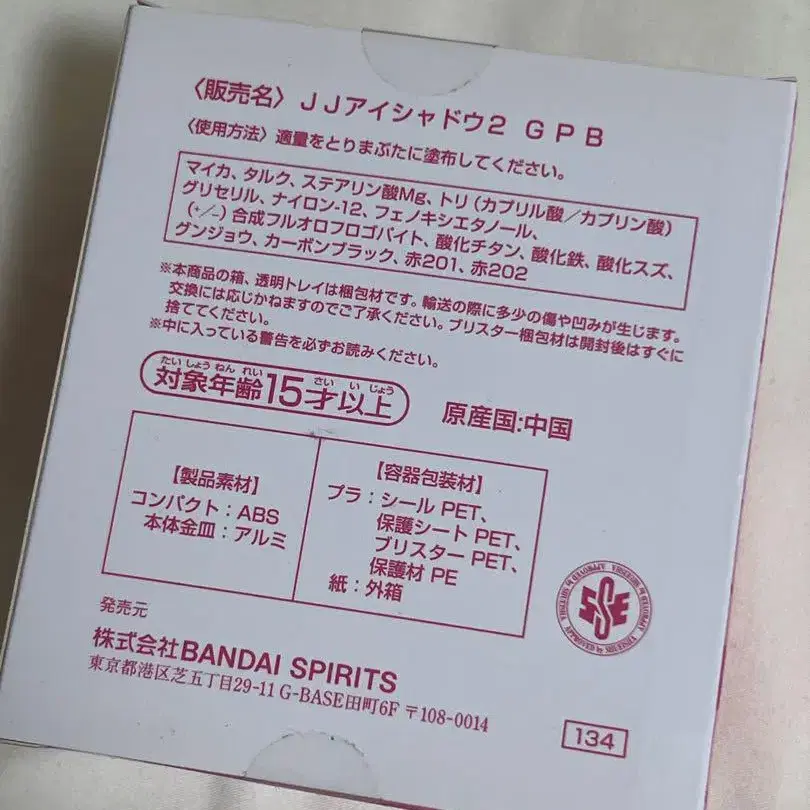 〈販売名〉 JJアイシャドウ2 GPB
〈使用方法〉適量をとりまぶたに塗布してください。
マイカ、タルク、ステアリン酸Mg、トリ(カプリル酸/カプリン酸)
グリセリル、ナイロン-12、フェノキシエタノール、
(+/-)合成フルオロフロゴパイト、酸化チタン、酸化鉄、酸化スズ、
グンジョウ、カーボンブラック、赤201、赤202
※本商品の箱、透明トレイは梱包材です。輸送の際に多少の傷や凹みが生じます。
交換には応じかねますのでご了承ください。ブリスター梱包材は開封後はすぐに
捨ててください。
※中に入っている警告を必ずお読みください。
たいしょうねんれい さい いじょう
対象年齢15才以上
原産国:中国
【製品素材】
コンパクト:ABS
本体金皿:アルミ
【容器包装材】
プラ:シール PET、
保護シート PET、
ブリスター PET、
保護材 PE
紙:外箱
発売元
株式会社BANDAI SPIRITS
東京都港区芝五丁目29-11 G-BASE田町6F 〒108-0014
134